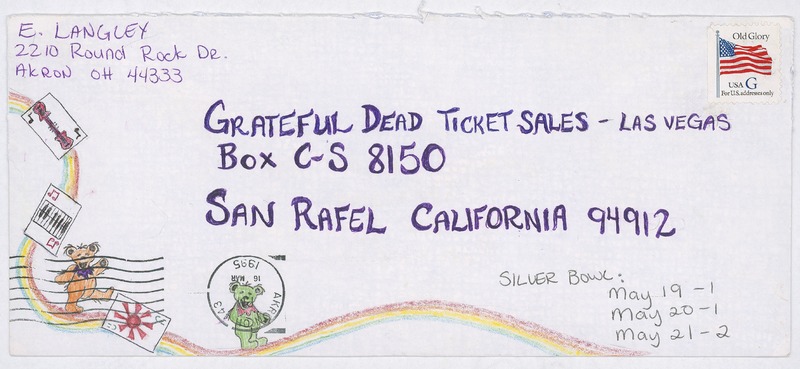 E. LANGLEY
2210 Round Rock Dr.
AKRON OH 44333
Old Glory
USA G
For U.S. addresses only
GRATEFUL DEAD TICKET SALES - LAS VEGAS
BOX C-S 8150
SAN RAFEL CALIFORNIA 94912
SILVER BOWL:
May 19 - 1
May 20 - 1
May 21 - 2
16
MAR
1995